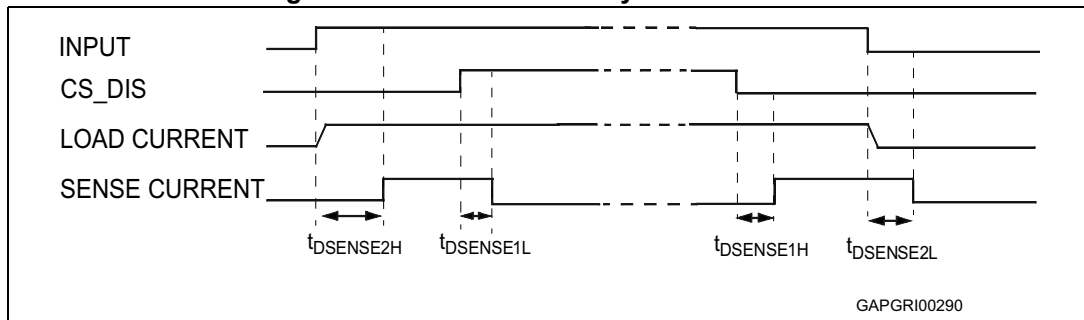 INPUT
CS_DIS
LOAD CURRENT
SENSE CURRENT
tDSENSE2H
tDSENSE1L
tDSENSE1H
tDSENSE2L
GAPGRI00290